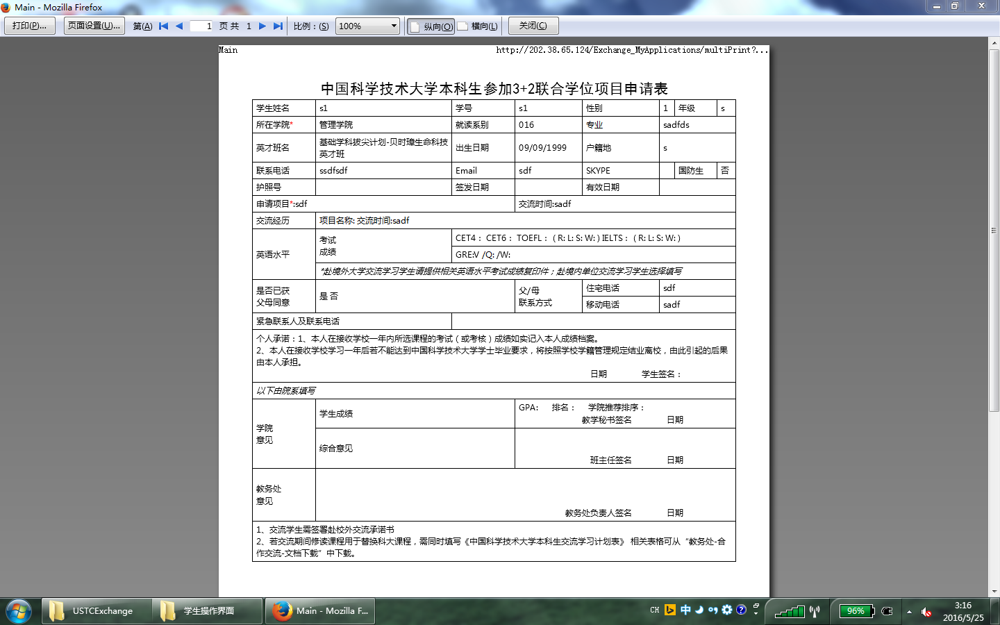 Main - Mozilla Firefox
打印(P)... 页面设置(U)... 第(A) 1 页 共 1 比例：(S) 100% 纵向(O) 横向(L) 关闭(C)
Main http://202.38.65.124/Exchange_MyApplications/multiPrint?...
中国科学技术大学本科生参加3+2联合学位项目申请表
学生姓名 s1 学号 s1 性别 1 年级 s
所在学院* 管理学院 就读系别 016 专业 sadfds
英才班名 基础学科拔尖计划-贝时璋生命科技
英才班 出生日期 09/09/1999 户籍地 s
联系电话 ssdfsdf Email sdf SKYPE 国防生 否
护照号 签发日期 有效日期
申请项目*:sdf 交流时间:sadf
交流经历 项目名称: 交流时间:sadf
英语水平 考试
成绩 CET4： CET6： TOEFL：（R: L: S: W: ) IELTS：（R: L: S: W: )
GRE:V /Q: /W:
*赴境外大学交流学习学生请提供相关英语水平考试成绩复印件；赴境内单位交流学习学生选择填写
是否已获
父母同意 是 否 父/母
联系方式 住宅电话 sdf
移动电话 sadf
紧急联系人及联系电话
个人承诺：1、本人在接收学校一年内所选课程的考试（或考核）成绩如实记入本人成绩档案。
2、本人在接收学校学习一年后若不能达到中国科学技术大学学士毕业要求，将按照学校学籍管理规定结业离校，由此引起的后果
由本人承担。
日期 学生签名：
以下由院系填写
学院
意见 学生成绩 GPA: 排名： 学院推荐排序：
教学秘书签名 日期
综合意见
班主任签名 日期
教务处
意见
教务处负责人签名 日期
1、交流学生需签署赴校外交流承诺书
2、若交流期间修读课程用于替换科大课程，需同时填写《中国科学技术大学本科生交流学习计划表》 相关表格可从“教务处-合
作交流-文档下载”中下载。
USTCExchange 学生操作界面 Main - Mozilla F... CH 中 96% 3:16
2016/5/25